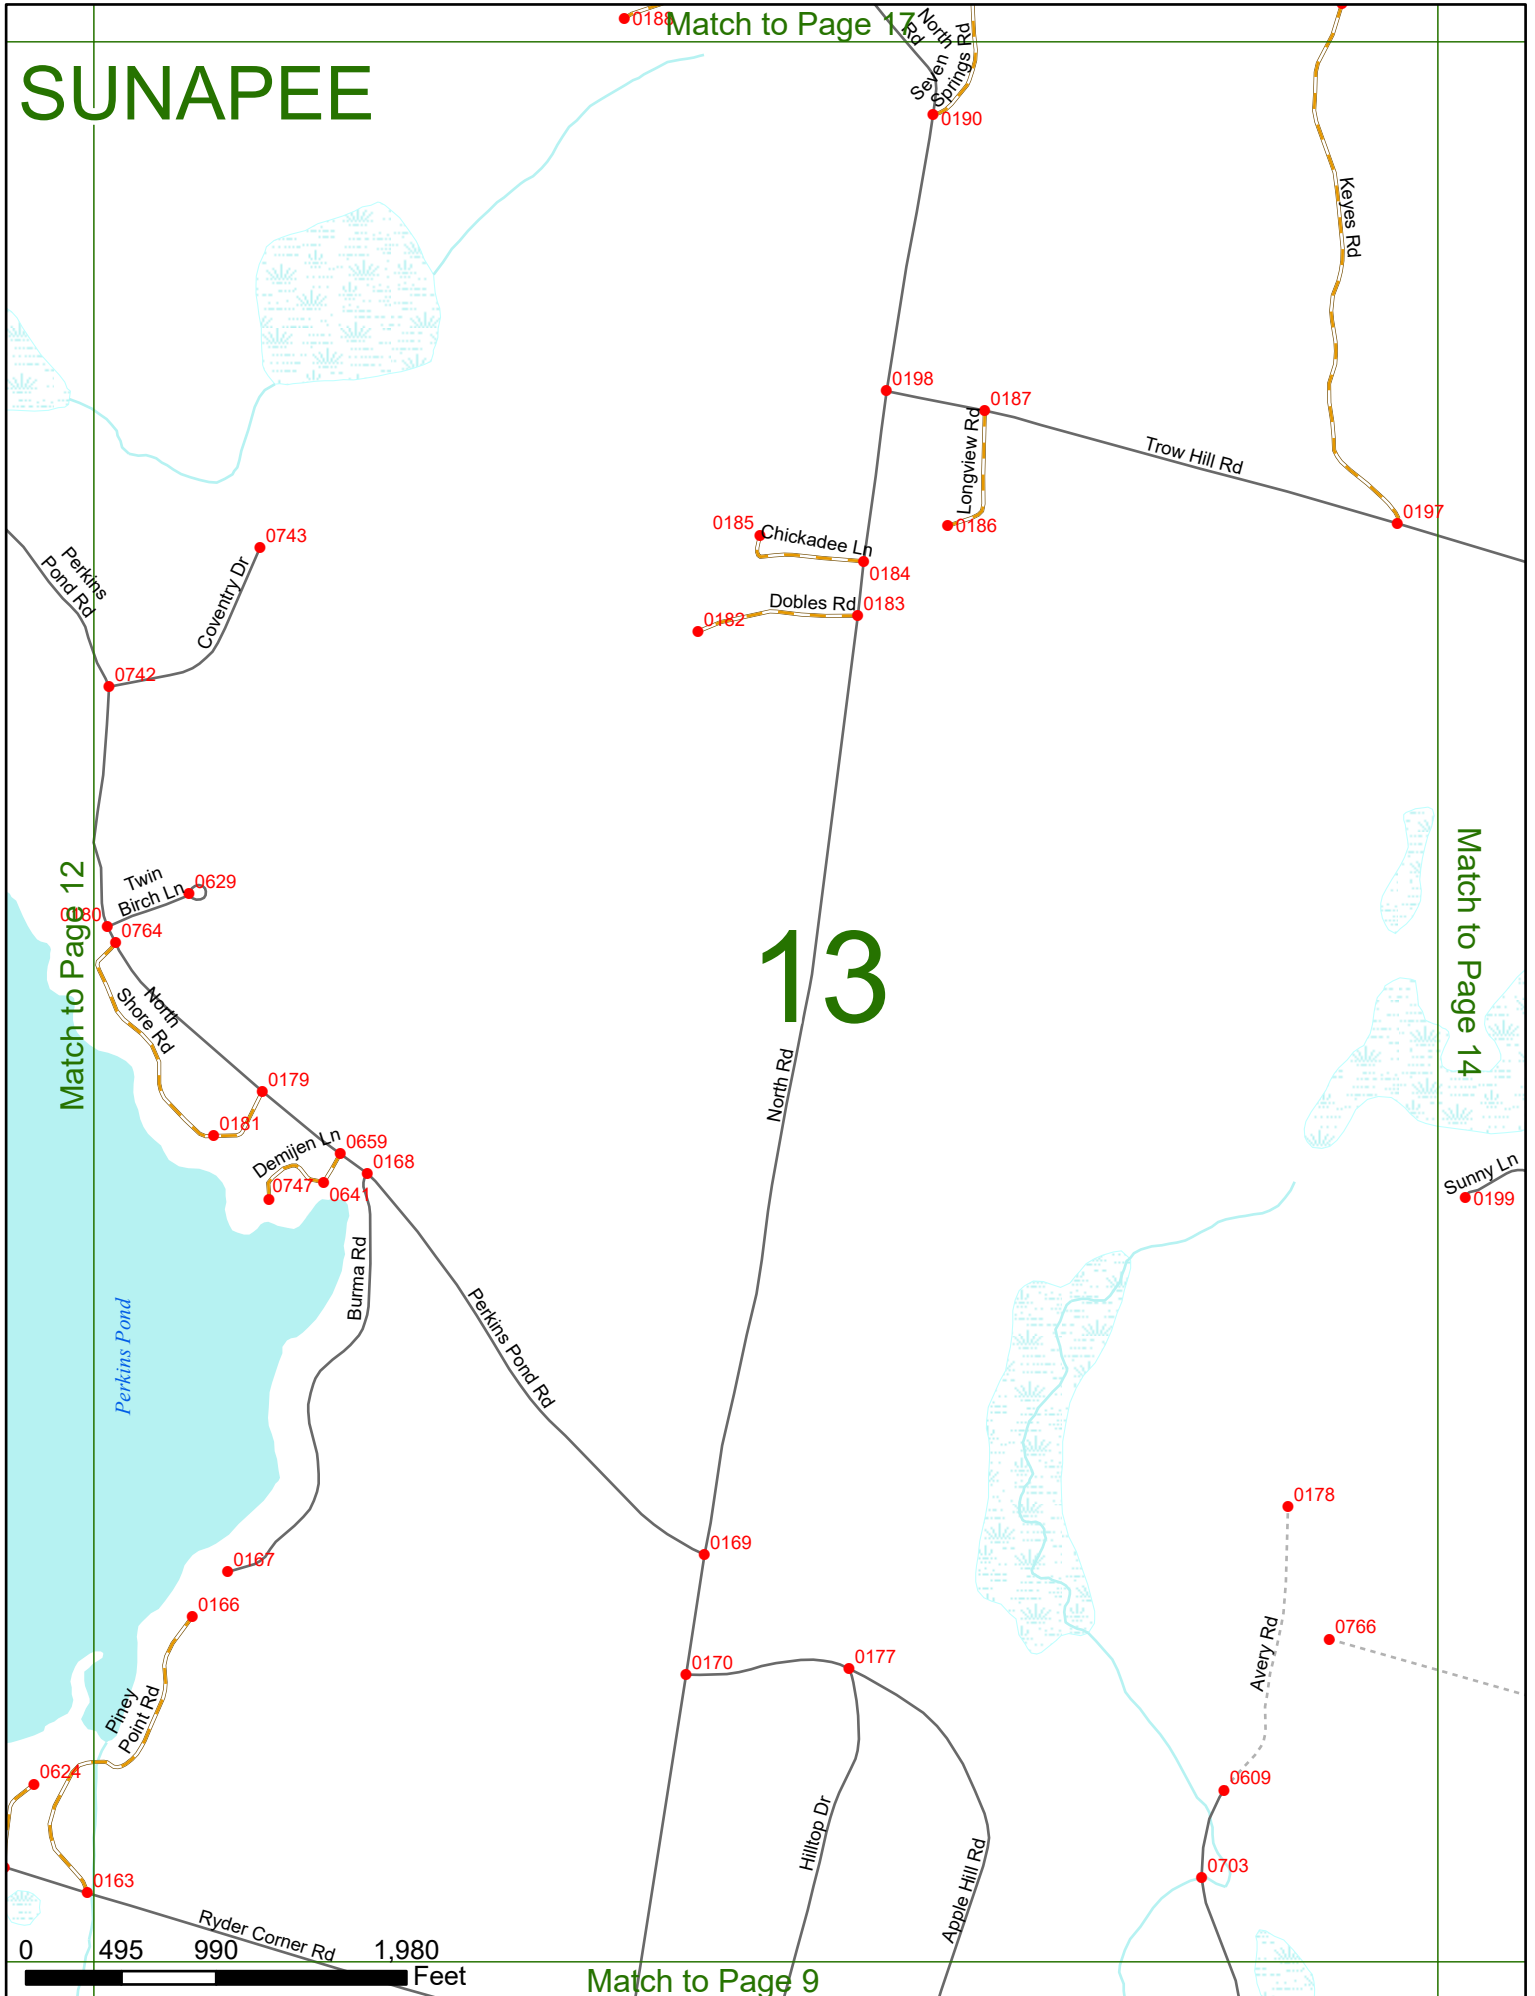 0188
Match to Page 17
North
Rd
Seven
Springs Rd
SUNAPEE
0190
Keyes Rd
0198
0187
Longview Rd
Trow Hill Rd
0197
0186
0185
Chickadee Ln
0184
Dobles Rd
0183
0182
Perkins
Pond Rd
0743
Coventry Dr
0742
Match to Page 12
Twin
Birch Ln
0629
0180
0764
North
Shore Rd
13
Match to Page 14
North Rd
0179
0181
Demijen Ln
0659
0168
0747
0641
Sunny Ln
0199
Burma Rd
Perkins Pond Rd
Perkins Pond
0178
0169
0167
0166
Avery Rd
0766
0170
0177
Piney
Point Rd
0624
0609
Hilltop Dr
Apple Hill Rd
0703
0163
Ryder Corner Rd
0 495 990 1,980
Feet
Match to Page 9